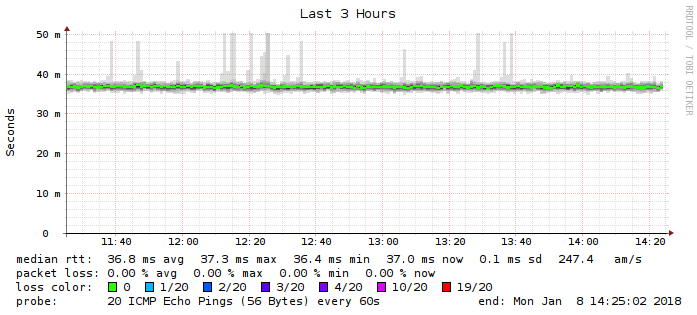 Last 3 Hours
RRDTOOL / TOBI OETIKER
Seconds
50 m
40 m
30 m
20 m
10 m
0
11:40 12:00 12:20 12:40 13:00 13:20 13:40 14:00 14:20
median rtt: 36.8 ms avg 37.3 ms max 36.4 ms min 37.0 ms now 0.1 ms sd 247.4 am/s
packet loss: 0.00 % avg 0.00 % max 0.00 % min 0.00 % now
loss color: 0 1/20 2/20 3/20 4/20 10/20 19/20
probe: 20 ICMP Echo Pings (56 Bytes) every 60s end: Mon Jan 8 14:25:02 2018